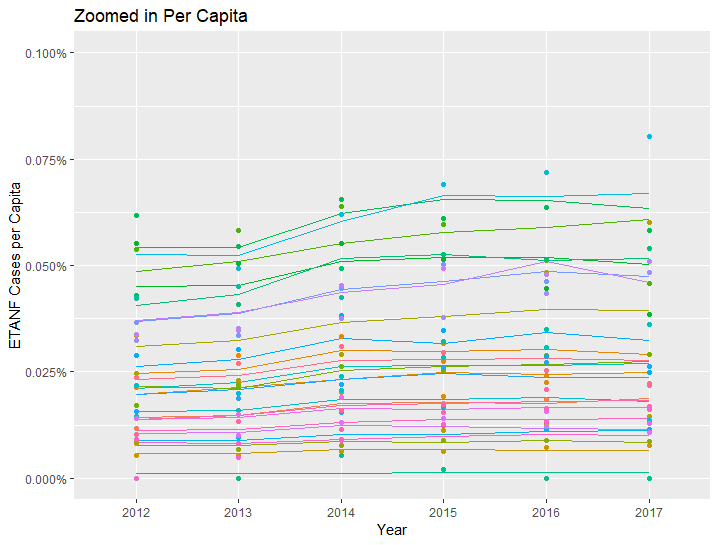 Zoomed in Per Capita
ETANF Cases per Capita
0.100%
0.075%
0.050%
0.025%
0.000%
2012 2013 2014 2015 2016 2017
Year